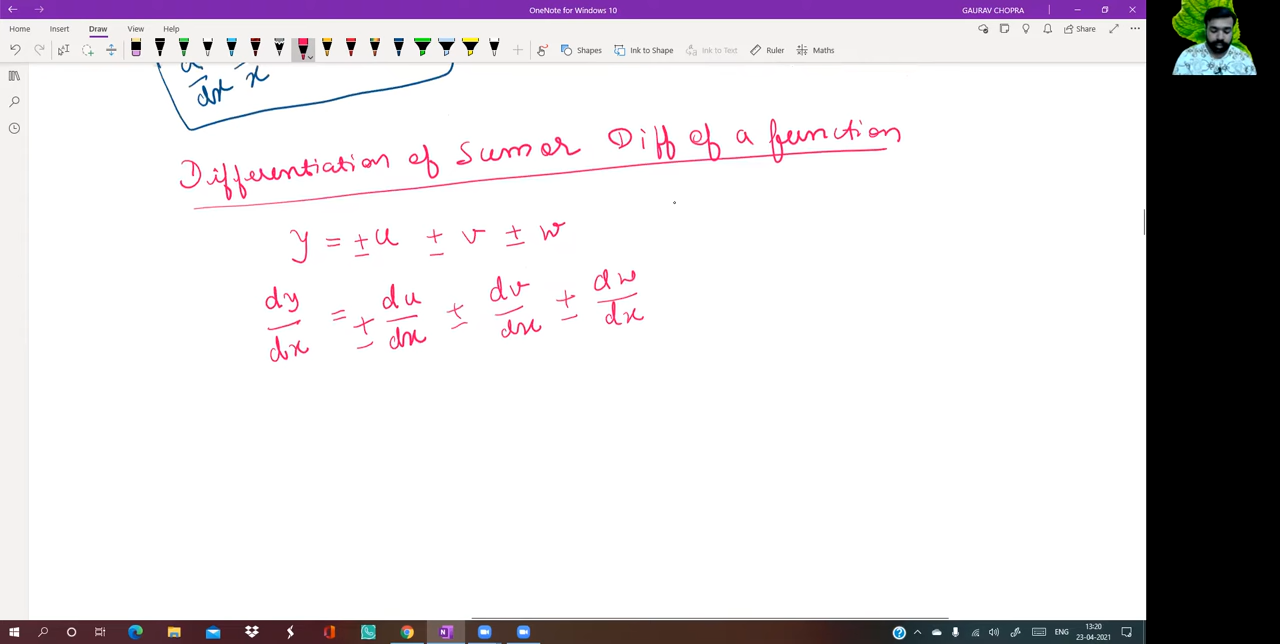 OneNote for Windows 10
GAURAV CHOPRA
Home Insert Draw View Help
Share
Shapes Ink to Shape Ink to Text Ruler Maths
d/dx x
Differentiation of Sum or Diff of a function
y = ± u ± v ± w
dy/dx = ± du/dx ± dv/dx ± dw/dx
ENG
13:20
23-04-2021